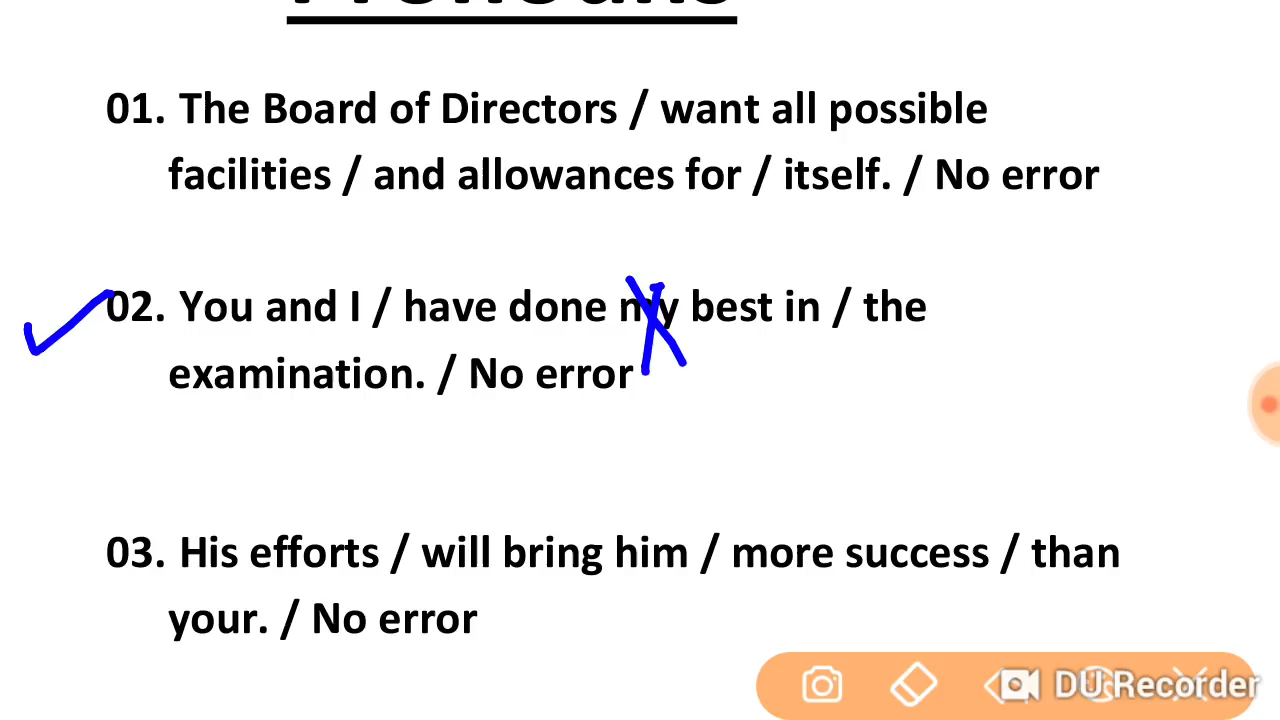 Pronouns
01. The Board of Directors / want all possible
facilities / and allowances for / itself. / No error
02. You and I / have done my best in / the
examination. / No error
03. His efforts / will bring him / more success / than
your. / No error
DU Recorder